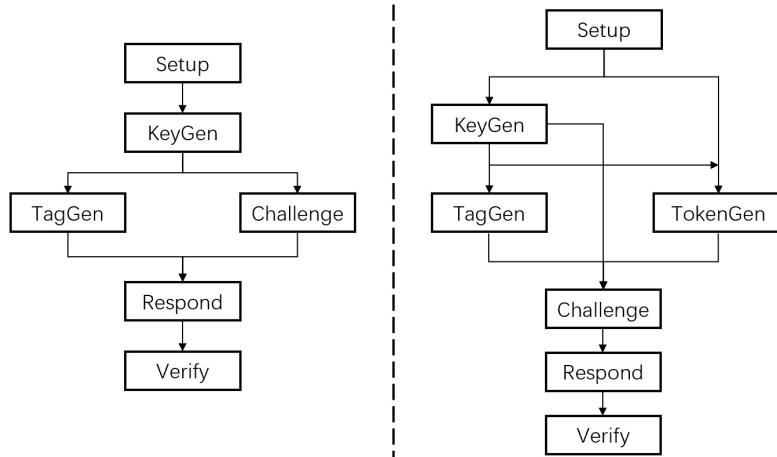 Setup
KeyGen
TagGen
Challenge
Respond
Verify
Setup
KeyGen
TagGen
TokenGen
Challenge
Respond
Verify